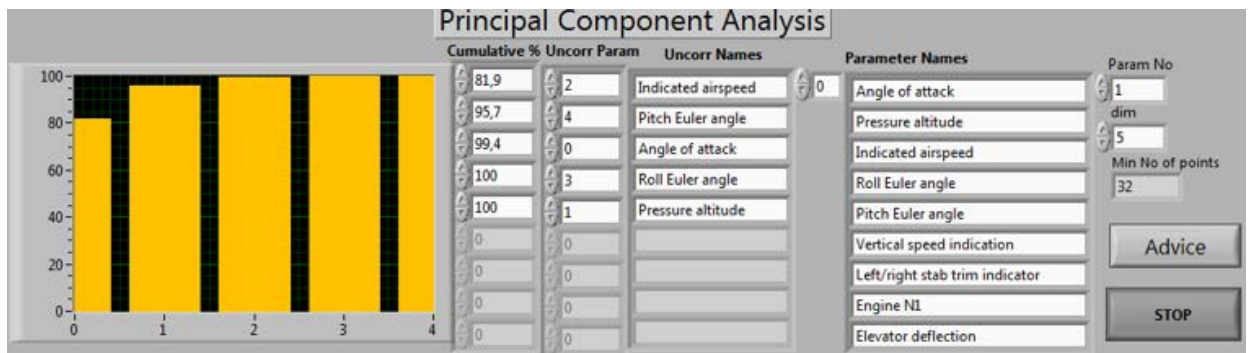 Principal Component Analysis
Cumulative % Uncorr Param Uncorr Names Parameter Names Param No
100 81,9 2 Indicated airspeed 0 Angle of attack 1
80 95,7 4 Pitch Euler angle Pressure altitude dim
99,4 0 Angle of attack Indicated airspeed 5
60 100 3 Roll Euler angle Roll Euler angle Min No of points
40 100 1 Pressure altitude Pitch Euler angle 32
0 0 Vertical speed indication Advice
20 0 0 Left/right stab trim indicator
0 0 Engine N1 STOP
0 0 0 Elevator deflection
0 1 2 3 4